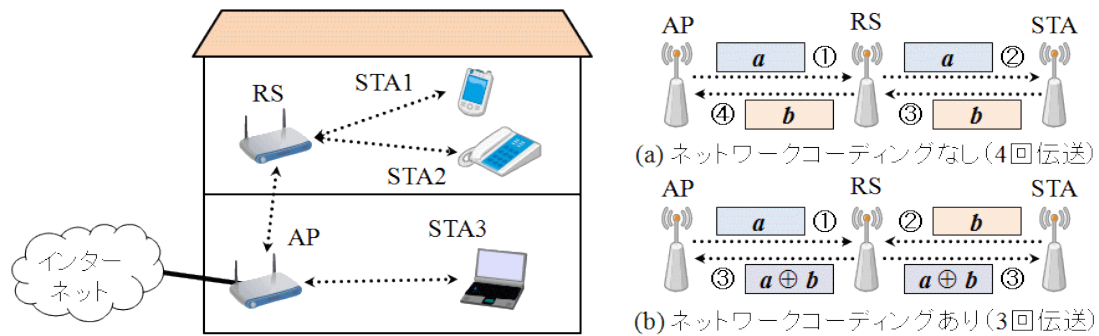 RS
STA1
STA2
AP
STA3
インター
ネット
AP
RS
STA
a
①
a
②
④
b
③
b
(a) ネットワークコーディングなし(4回伝送)
AP
RS
STA
a
①
②
b
③
a ⊕ b
a ⊕ b
③
(b) ネットワークコーディングあり(3回伝送)